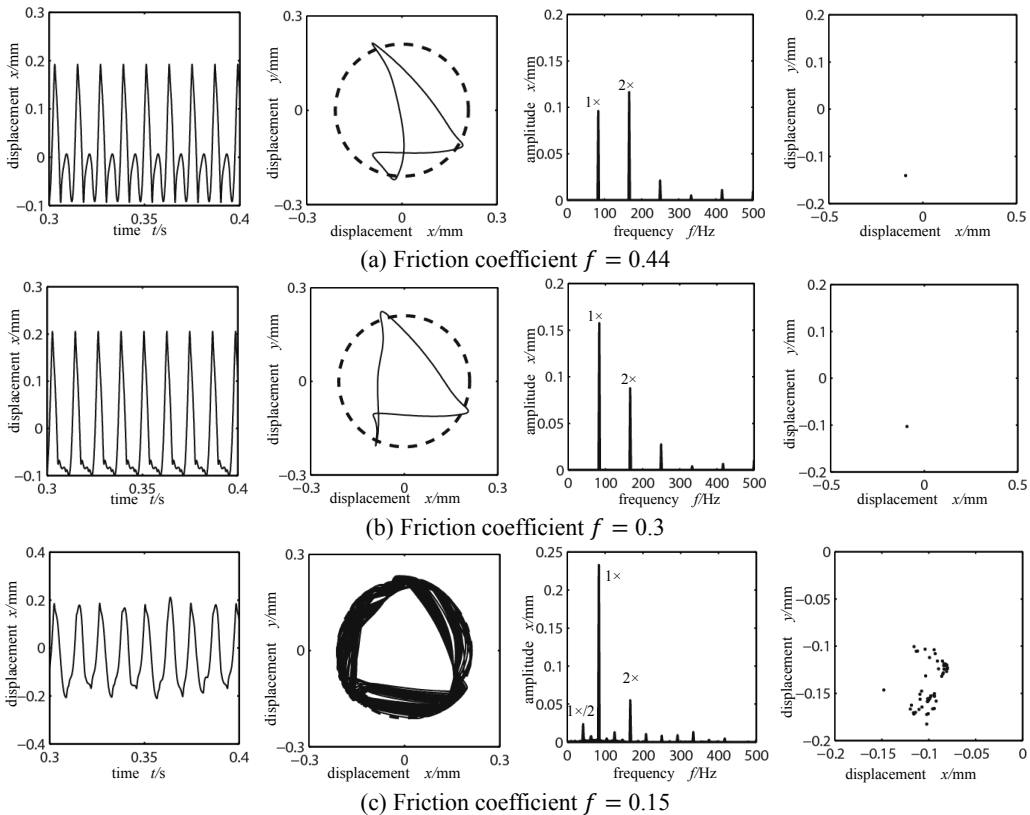 0.3
0.2
0.1
0
−0.1
displacement x/mm
0.3 0.35 0.4
time t/s
0.3
0
−0.3
displacement y/mm
−0.3 0 0.3
displacement x/mm
0.2
0.15
0.1
0.05
0
amplitude x/mm
1×
2×
0 100 200 300 400 500
frequency f/Hz
0.2
0.1
0
−0.1
−0.2
displacement y/mm
−0.5 0 0.5
displacement x/mm
(a) Friction coefficient f = 0.44
0.3
0.2
0.1
0
−0.1
displacement x/mm
0.3 0.35 0.4
time t/s
0.3
0
−0.3
displacement y/mm
−0.3 0 0.3
displacement x/mm
0.2
0.15
0.1
0.05
0
amplitude x/mm
1×
2×
0 100 200 300 400 500
frequency f/Hz
0.2
0.1
0
−0.1
−0.2
displacement y/mm
−0.5 0 0.5
displacement x/mm
(b) Friction coefficient f = 0.3
0.4
0.2
0
−0.2
−0.4
displacement x/mm
0.3 0.35 0.4
time t/s
0.3
0
−0.3
displacement y/mm
−0.3 0 0.3
displacement x/mm
0.25
0.2
0.15
0.1
0.05
0
amplitude x/mm
1×
2×
1×/2
0 100 200 300 400 500
frequency f/Hz
0
−0.05
−0.1
−0.15
−0.2
displacement y/mm
−0.2 −0.15 −0.1 −0.05 0
displacement x/mm
(c) Friction coefficient f = 0.15